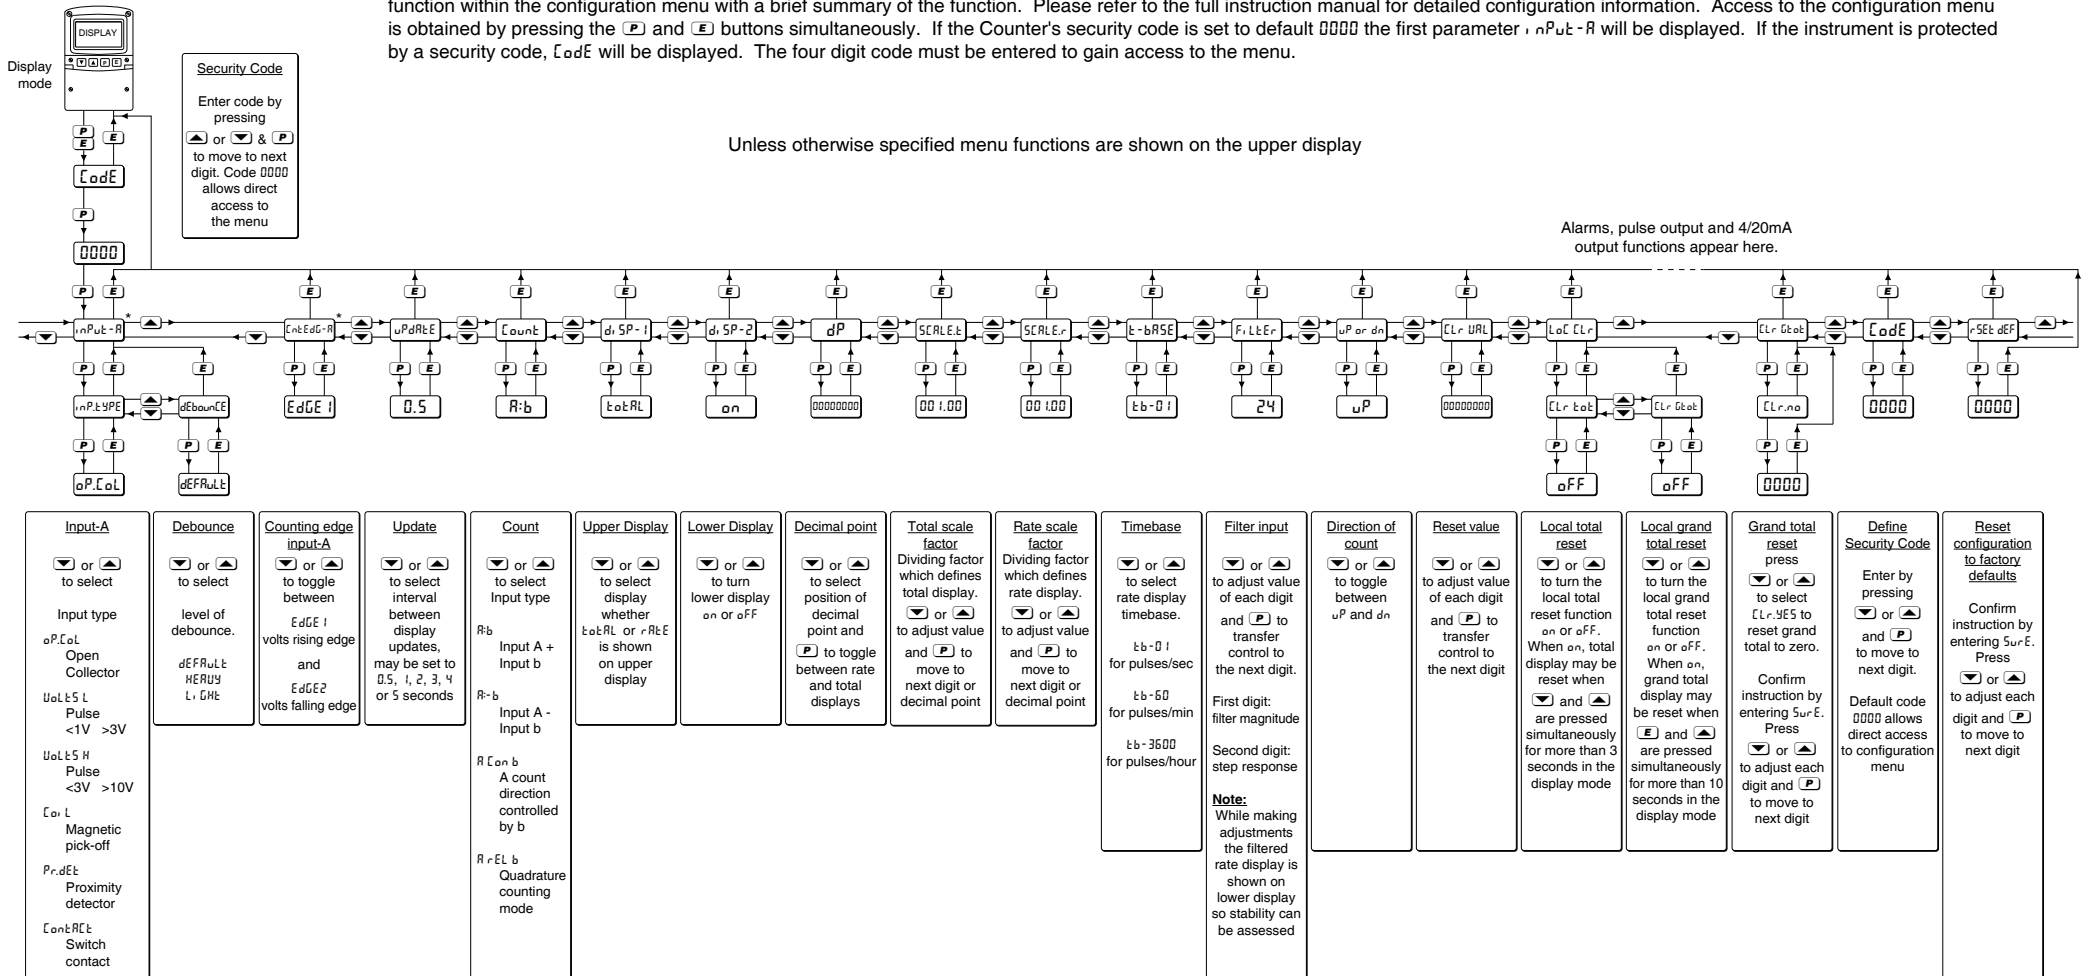 function within the configuration menu with a brief summary of the function. Please refer to the full instruction manual for detailed configuration information. Access to the configuration menu
is obtained by pressing the P and E buttons simultaneously. If the Counter's security code is set to default 0000 the first parameter inPut-A will be displayed. If the instrument is protected
by a security code, CodE will be displayed. The four digit code must be entered to gain access to the menu.
DISPLAY
Display
mode
P
E
E
CodE
P
0000
Security Code
Enter code by
pressing
▲ or ▼ & P
to move to next
digit. Code 0000
allows direct
access to
the menu
Unless otherwise specified menu functions are shown on the upper display
Alarms, pulse output and 4/20mA
output functions appear here.
P E E E E E E E E E E E E E E E E E
inPut-A * CntEdG-A * uPdAtE Count diSP-1 diSP-2 dP SCALE.t SCALE.r t-bASE FiLtEr uP or dn CLr VAL LoC CLr CLr Gtot CodE rSEt dEF
P E E P E P E P E P E P E P E P E P E P E P E P E P E P E E P E P E P E
inP.tYPE dEbounCE EdGE 1 0.5 A:b totAL on 00000000 001.00 001.00 tb-01 24 uP 00000000 CLr tot CLr Gtot CLr.no 0000 0000
P E P E P E P E P E
oP.CoL dEFAuLt oFF oFF 0000
Input-A
▼ or ▲
to select
Input type
oP.CoL
Open
Collector
VoLtS L
Pulse
<1V >3V
VoLtS H
Pulse
<3V >10V
CoiL
Magnetic
pick-off
Pr.dEt
Proximity
detector
ContACt
Switch
contact
Debounce
▼ or ▲
to select
level of
debounce.
dEFAuLt
HEAVY
LiGHt
Counting edge
input-A
▼ or ▲
to toggle
between
EdGE 1
volts rising edge
and
EdGE2
volts falling edge
Update
▼ or ▲
to select
interval
between
display
updates,
may be set to
0.5, 1, 2, 3, 4
or 5 seconds
Count
▼ or ▲
to select
Input type
A:b
Input A +
Input b
A:-b
Input A -
Input b
A Con b
A count
direction
controlled
by b
A rEL b
Quadrature
counting
mode
Upper Display
▼ or ▲
to select
display
whether
totAL or rAtE
is shown
on upper
display
Lower Display
▼ or ▲
to turn
lower display
on or oFF
Decimal point
▼ or ▲
to select
position of
decimal
point and
P to toggle
between rate
and total
displays
Total scale
factor
Dividing factor
which defines
total display.
▼ or ▲
to adjust value
and P to
move to
next digit or
decimal point
Rate scale
factor
Dividing factor
which defines
rate display.
▼ or ▲
to adjust value
and P to
move to
next digit or
decimal point
Timebase
▼ or ▲
to select
rate display
timebase.
tb-01
for pulses/sec
tb-60
for pulses/min
tb-3600
for pulses/hour
Filter input
▼ or ▲
to adjust value
of each digit
and P to
transfer
control to
the next digit.
First digit:
filter magnitude
Second digit:
step response
Note:
While making
adjustments
the filtered
rate display is
shown on
lower display
so stability can
be assessed
Direction of
count
▼ or ▲
to toggle
between
uP and dn
Reset value
▼ or ▲
to adjust value
of each digit
and P to
transfer
control to
the next digit
Local total
reset
▼ or ▲
to turn the
local total
reset function
on or oFF.
When on, total
display may be
reset when
▼ and ▲
are pressed
simultaneously
for more than 3
seconds in the
display mode
Local grand
total reset
▼ or ▲
to turn the
local grand
total reset
function
on or oFF.
When on,
grand total
display may
be reset when
E and ▲
are pressed
simultaneously
for more than 10
seconds in the
display mode
Grand total
reset
press
▼ or ▲
to select
CLr.YES to
reset grand
total to zero.
Confirm
instruction by
entering SurE.
Press
▼ or ▲
to adjust each
digit and P
to move to
next digit
Define
Security Code
Enter by
pressing
▼ or ▲
and P
to move to
next digit.
Default code
0000 allows
direct access
to configuration
menu
Reset
configuration
to factory
defaults
Confirm
instruction by
entering SurE.
Press
▼ or ▲
to adjust each
digit and P
to move to
next digit